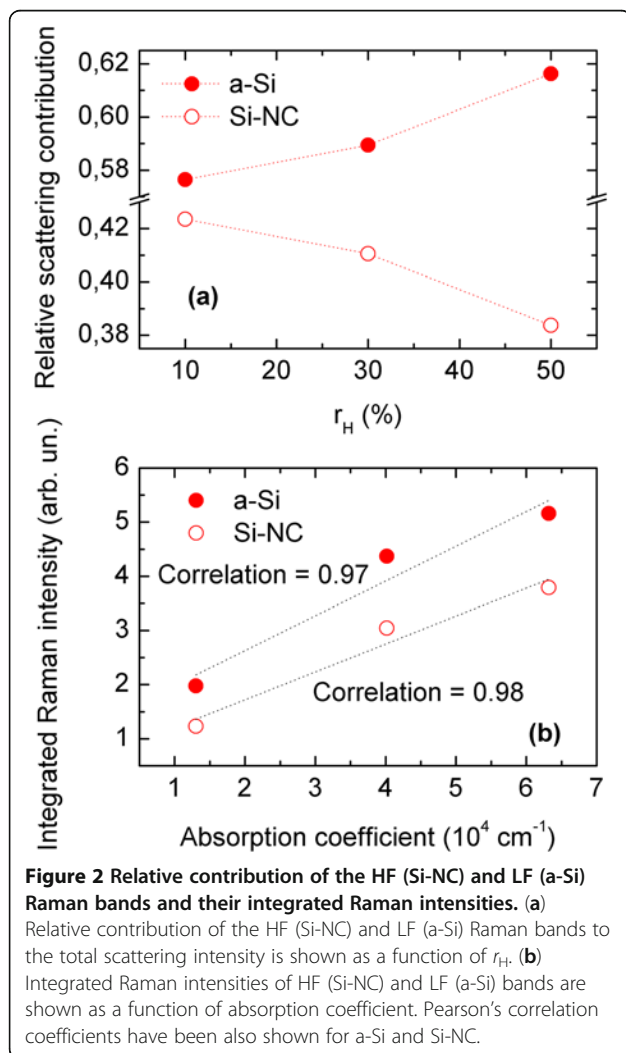 Relative scattering contribution
0,62
0,60
0,58
0,42
0,40
0,38
a-Si
Si-NC
(a)
10 20 30 40 50
r_H (%)
Integrated Raman intensity (arb. un.)
6
5
4
3
2
1
a-Si
Si-NC
Correlation = 0.97
Correlation = 0.98
(b)
1 2 3 4 5 6 7
Absorption coefficient (10⁴ cm⁻¹)
Figure 2 Relative contribution of the HF (Si-NC) and LF (a-Si)
Raman bands and their integrated Raman intensities. (a)
Relative contribution of the HF (Si-NC) and LF (a-Si) Raman bands to
the total scattering intensity is shown as a function of r_H. (b)
Integrated Raman intensities of HF (Si-NC) and LF (a-Si) bands are
shown as a function of absorption coefficient. Pearson's correlation
coefficients have been also shown for a-Si and Si-NC.